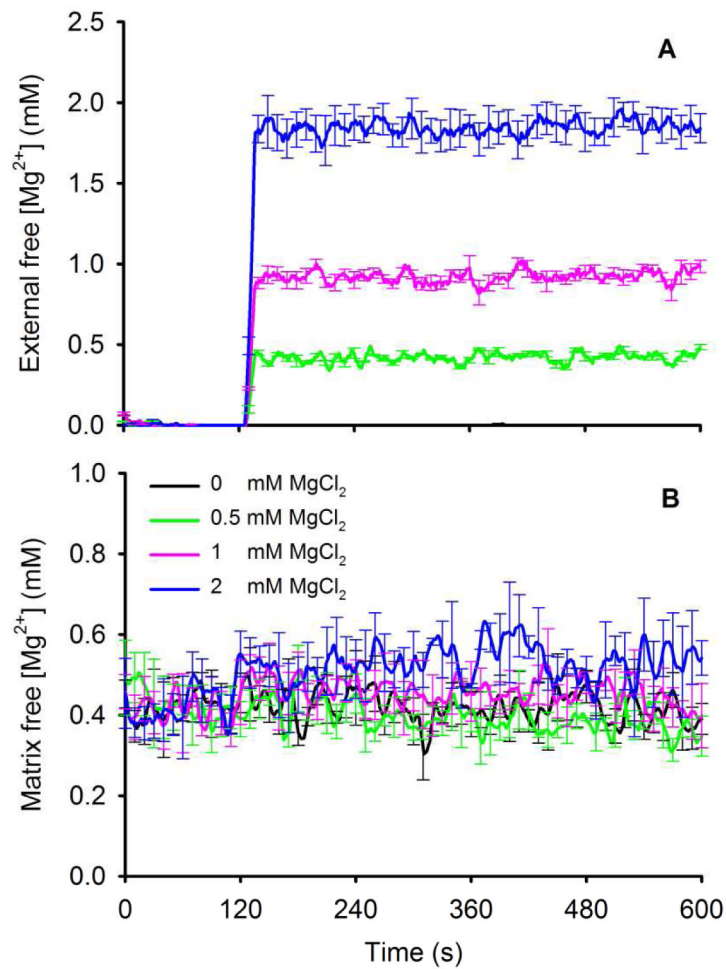 A
External free [Mg²⁺] (mM)
2.5
2.0
1.5
1.0
0.5
0.0
B
Matrix free [Mg²⁺] (mM)
1.0
0.8
0.6
0.4
0.2
0.0
0 mM MgCl₂
0.5 mM MgCl₂
1 mM MgCl₂
2 mM MgCl₂
0 120 240 360 480 600
Time (s)